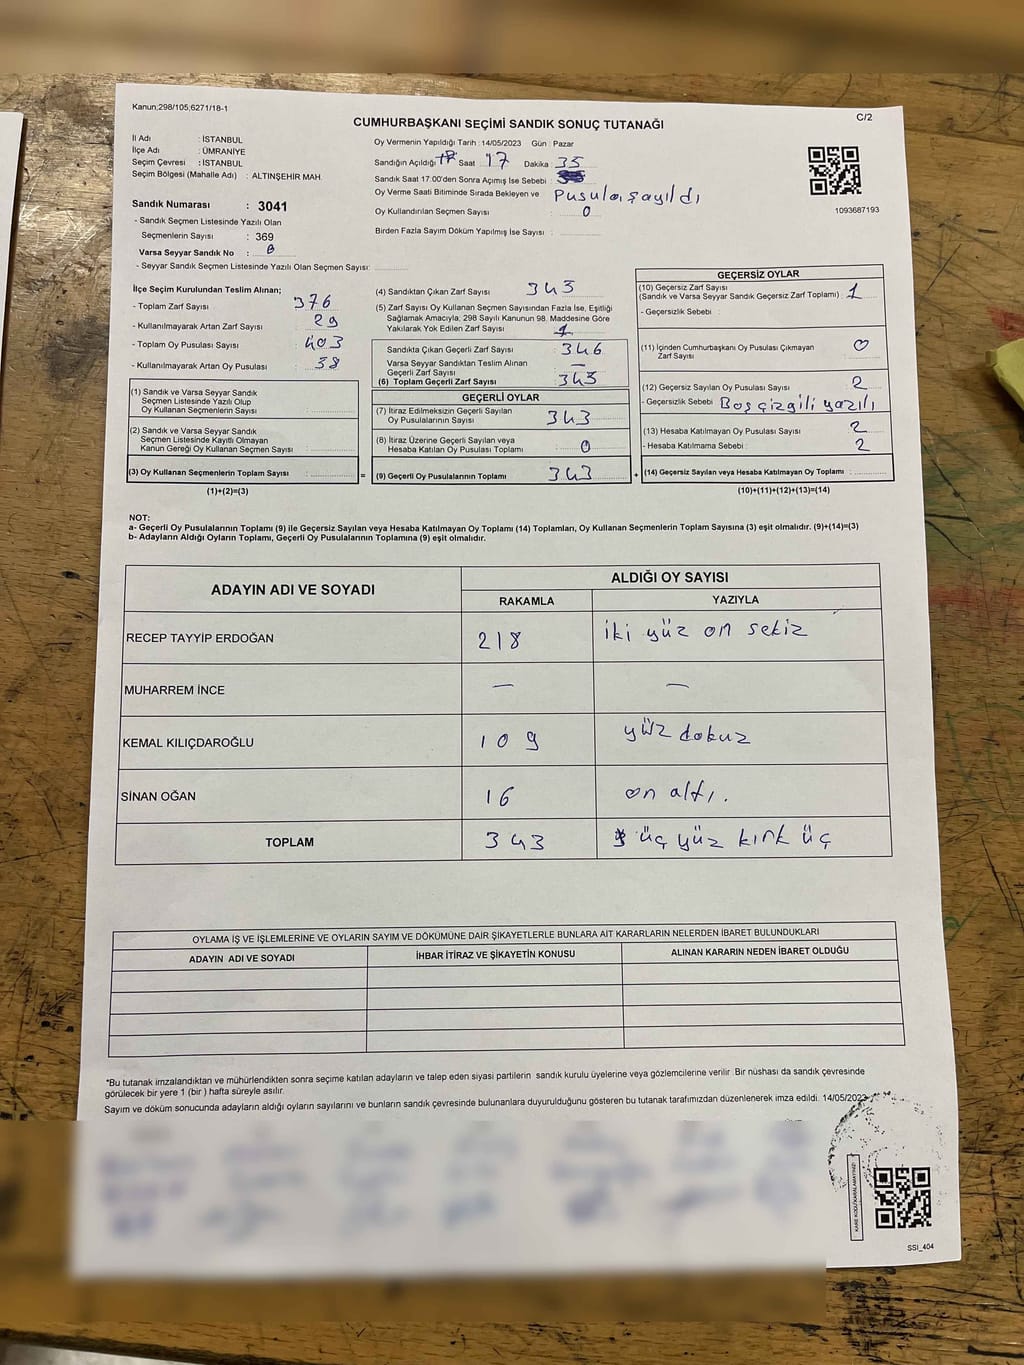 Kanun;298/105,6271/18-1
C/2
CUMHURBAŞKANI SEÇİMİ SANDIK SONUÇ TUTANAĞI
İl Adı : İSTANBUL
İlçe Adı : ÜMRANİYE
Seçim Çevresi : İSTANBUL
Seçim Bölgesi (Mahalle Adı) : ALTINŞEHİR MAH.
Sandık Numarası : 3041
- Sandık Seçmen Listesinde Yazılı Olan
Seçmenlerin Sayısı : 369
Varsa Seyyar Sandık No :
- Seyyar Sandık Seçmen Listesinde Yazılı Olan Seçmen Sayısı:
Oy Vermenin Yapıldığı Tarih : 14/05/2023 Gün : Pazar
Sandığın Açıldığı Saat 17 Dakika 35
Sandık Saat 17:00'den Sonra Açımış İse Sebebi :
Oy Verme Saati Bitiminde Sırada Bekleyen ve Pusula, sayıldı
Oy Kullandırılan Seçmen Sayısı 0
Birden Fazla Sayım Döküm Yapılmış İse Sayısı :
1093687193
İlçe Seçim Kurulundan Teslim Alınan;
- Toplam Zarf Sayısı : 376
- Kullanılmayarak Artan Zarf Sayısı : 29
- Toplam Oy Pusulası Sayısı : 403
- Kullanılmayarak Artan Oy Pusulası : 38
(1) Sandık ve Varsa Seyyar Sandık
Seçmen Listesinde Yazılı Olup
Oy Kullanan Seçmenlerin Sayısı :
(2) Sandık ve Varsa Seyyar Sandık
Seçmen Listesinde Kayıtlı Olmayan
Kanun Gereği Oy Kullanan Seçmen Sayısı :
(3) Oy Kullanan Seçmenlerin Toplam Sayısı :
(1)+(2)=(3)
(4) Sandıktan Çıkan Zarf Sayısı : 343
(5) Zarf Sayısı Oy Kullanan Seçmen Sayısından Fazla İse, Eşitliği
Sağlamak Amacıyla; 298 Sayılı Kanunun 98. Maddesine Göre
Yakılarak Yok Edilen Zarf Sayısı : 1
Sandıkta Çıkan Geçerli Zarf Sayısı : 346
Varsa Seyyar Sandıktan Teslim Alınan
Geçerli Zarf Sayısı : —
(6) Toplam Geçerli Zarf Sayısı : 343
GEÇERLİ OYLAR
(7) İtiraz Edilmeksizin Geçerli Sayılan
Oy Pusulalarının Sayısı : 343
(8) İtiraz Üzerine Geçerli Sayılan veya
Hesaba Katılan Oy Pusulası Toplamı : 0
= (9) Geçerli Oy Pusulalarının Toplamı : 343
GEÇERSİZ OYLAR
(10) Geçersiz Zarf Sayısı
(Sandık ve Varsa Seyyar Sandık Geçersiz Zarf Toplamı) : 1
- Geçersizlik Sebebi :
(11) İçinden Cumhurbaşkanı Oy Pusulası Çıkmayan
Zarf Sayısı : 0
(12) Geçersiz Sayılan Oy Pusulası Sayısı : 2
- Geçersizlik Sebebi : Boş çizgili yazılı
(13) Hesaba Katılmayan Oy Pusulası Sayısı : 2
- Hesaba Katılmama Sebebi : 2
+ (14) Geçersiz Sayılan veya Hesaba Katılmayan Oy Toplamı :
(10)+(11)+(12)+(13)=(14)
NOT:
a- Geçerli Oy Pusulalarının Toplamı (9) ile Geçersiz Sayılan veya Hesaba Katılmayan Oy Toplamı (14) Toplamları, Oy Kullanan Seçmenlerin Toplam Sayısına (3) eşit olmalıdır. (9)+(14)=(3)
b- Adayların Aldığı Oyların Toplamı, Geçerli Oy Pusulalarının Toplamına (9) eşit olmalıdır.
ADAYIN ADI VE SOYADI ALDIĞI OY SAYISI
RAKAMLA YAZIYLA
RECEP TAYYİP ERDOĞAN 218 iki yüz on sekiz
MUHARREM İNCE — —
KEMAL KILIÇDAROĞLU 109 yüz dokuz
SİNAN OĞAN 16 on altı.
TOPLAM 343 üç yüz kırk üç
OYLAMA İŞ VE İŞLEMLERİNE VE OYLARIN SAYIM VE DÖKÜMÜNE DAİR ŞİKAYETLERLE BUNLARA AİT KARARLARIN NELERDEN İBARET BULUNDUKLARI
ADAYIN ADI VE SOYADI İHBAR İTİRAZ VE ŞİKAYETİN KONUSU ALINAN KARARIN NEDEN İBARET OLDUĞU
*Bu tutanak imzalandıktan ve mühürlendikten sonra seçime katılan adayların ve talep eden siyasi partilerin sandık kurulu üyelerine veya gözlemcilerine verilir .Bir nüshası da sandık çevresinde
görülecek bir yere 1 (bir ) hafta süreyle asılır.
Sayım ve döküm sonucunda adayların aldığı oyların sayılarını ve bunların sandık çevresinde bulunanlara duyurulduğunu gösteren bu tutanak tarafımızdan düzenlenerek imza edildi. 14/05/2023
KARE KODU KARALAMAYINIZ!
SSI_404